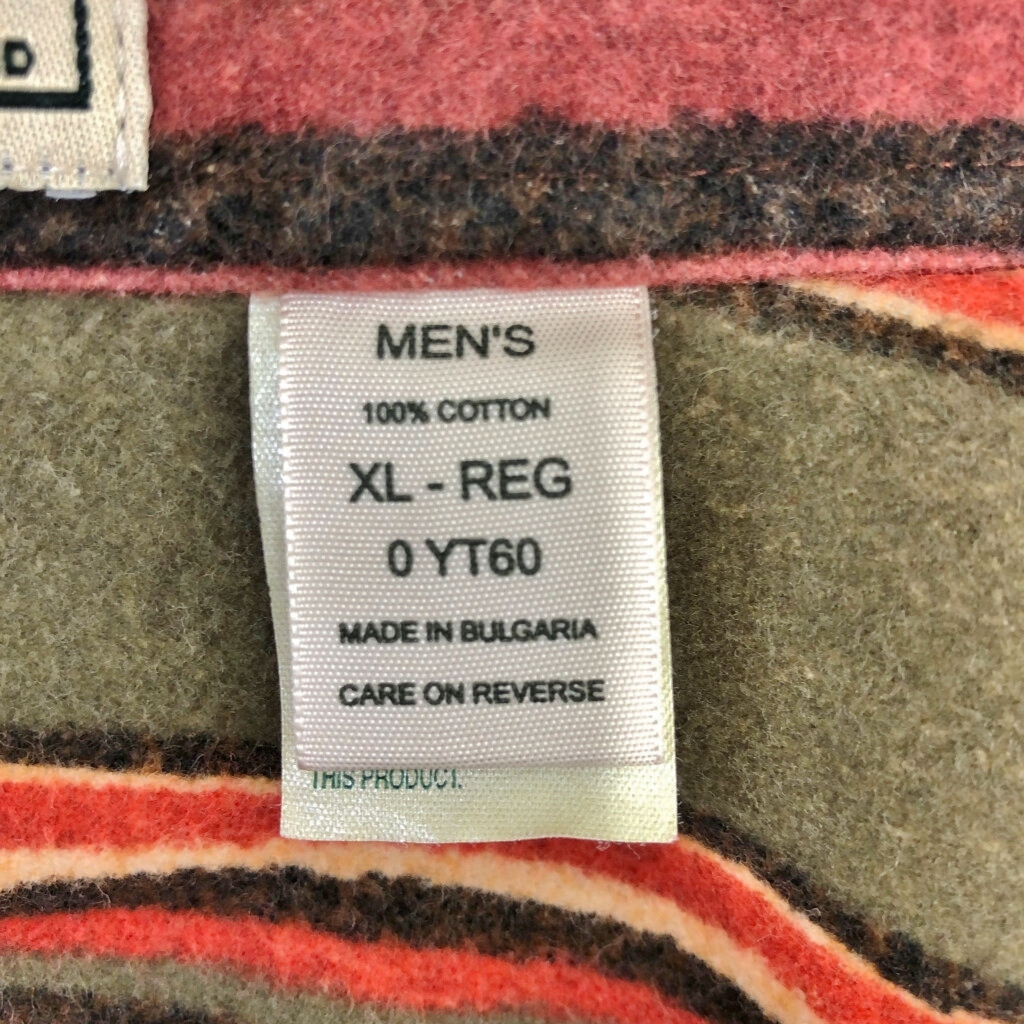 D
MEN'S
100% COTTON
XL - REG
0 YT60
MADE IN BULGARIA
CARE ON REVERSE
THIS PRODUCT.